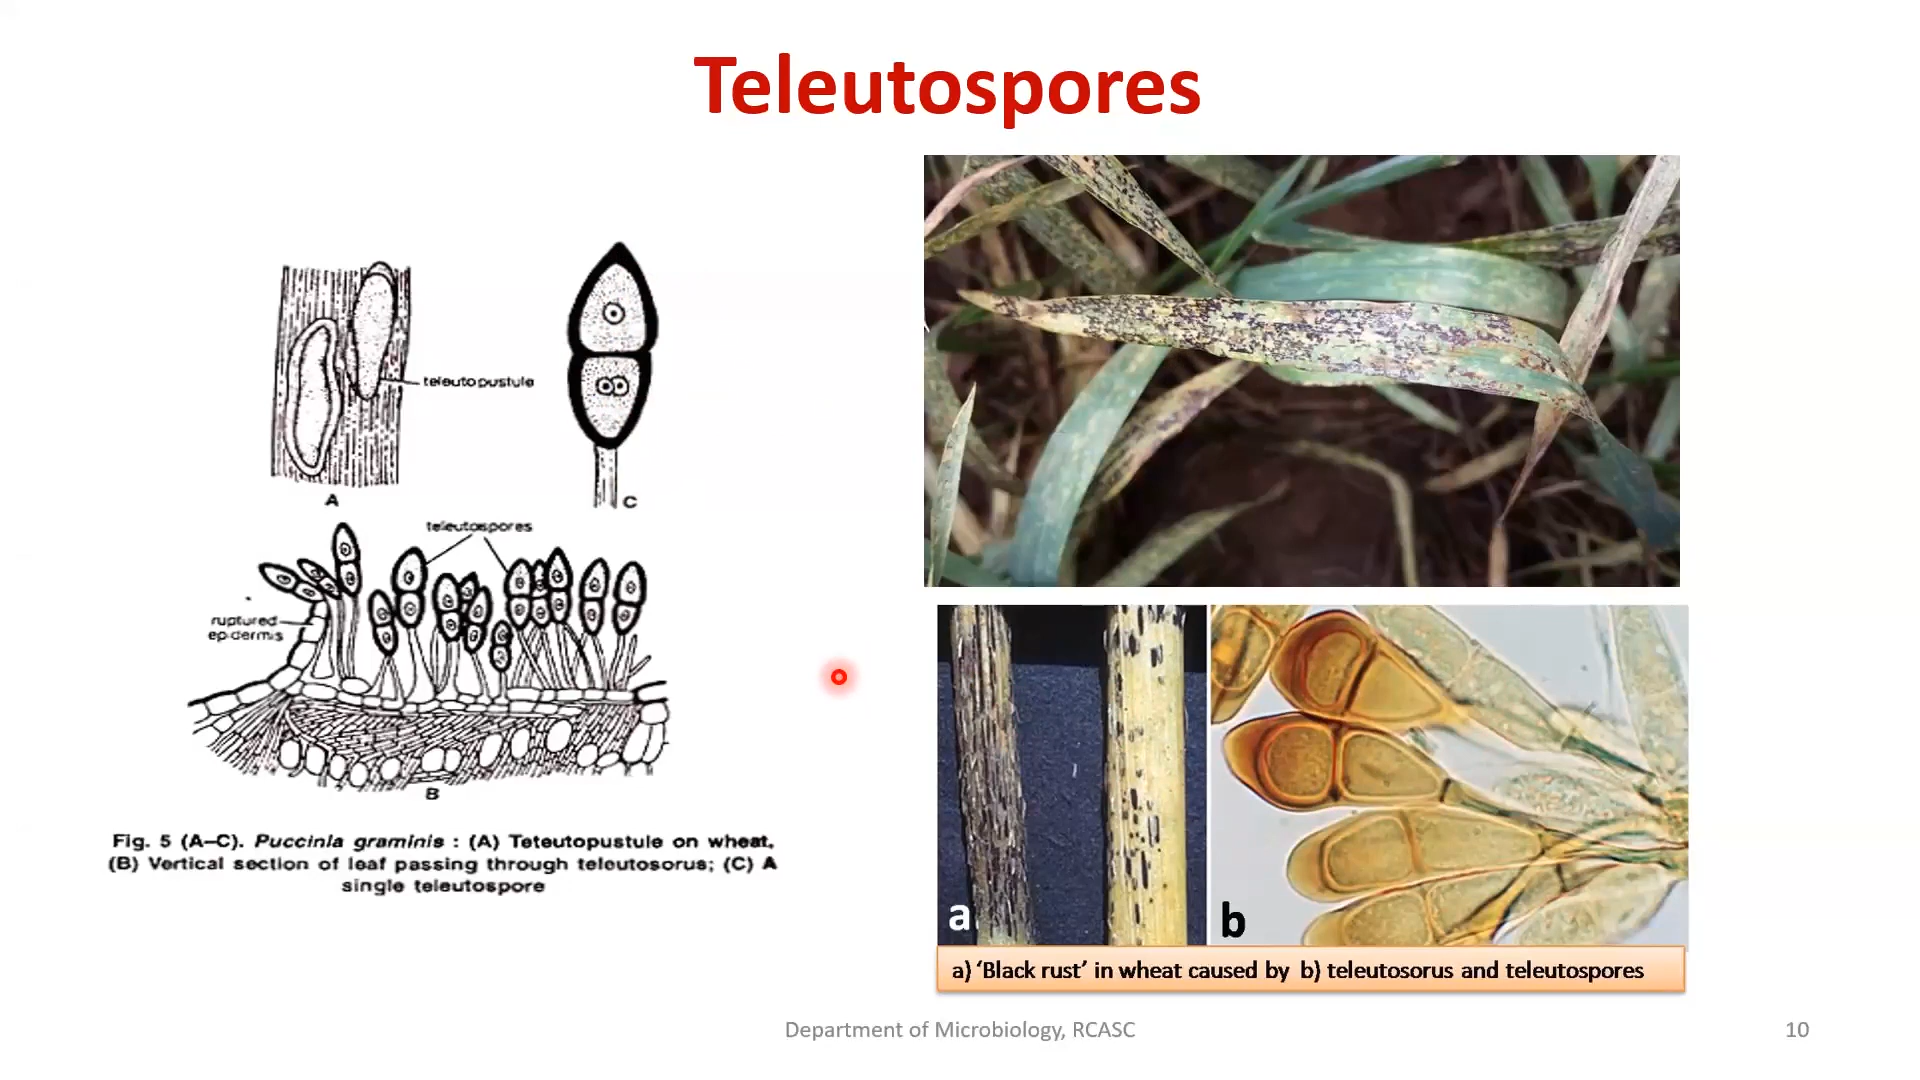 Teleutospores
teleutopustule
A
C
teleutospores
ruptured
epidermis
B
Fig. 5 (A–C). Puccinia graminis : (A) Teteutopustule on wheat.
(B) Vertical section of leaf passing through teleutosorus; (C) A
single teleutospore
a
b
a) ‘Black rust’ in wheat caused by b) teleutosorus and teleutospores
Department of Microbiology, RCASC
10